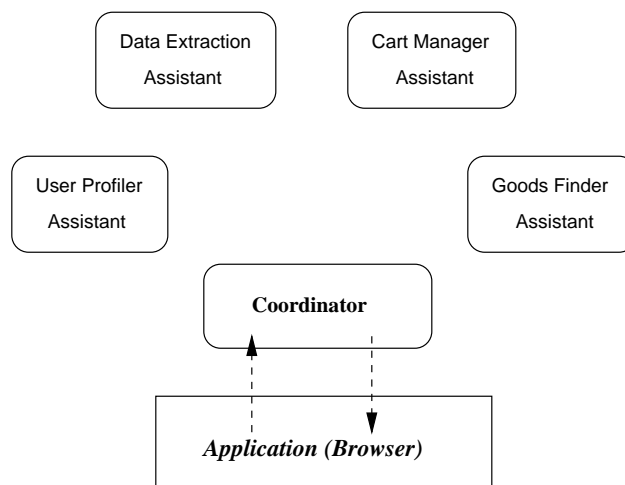 Data Extraction
Assistant
Cart Manager
Assistant
User Profiler
Assistant
Goods Finder
Assistant
Coordinator
Application (Browser)